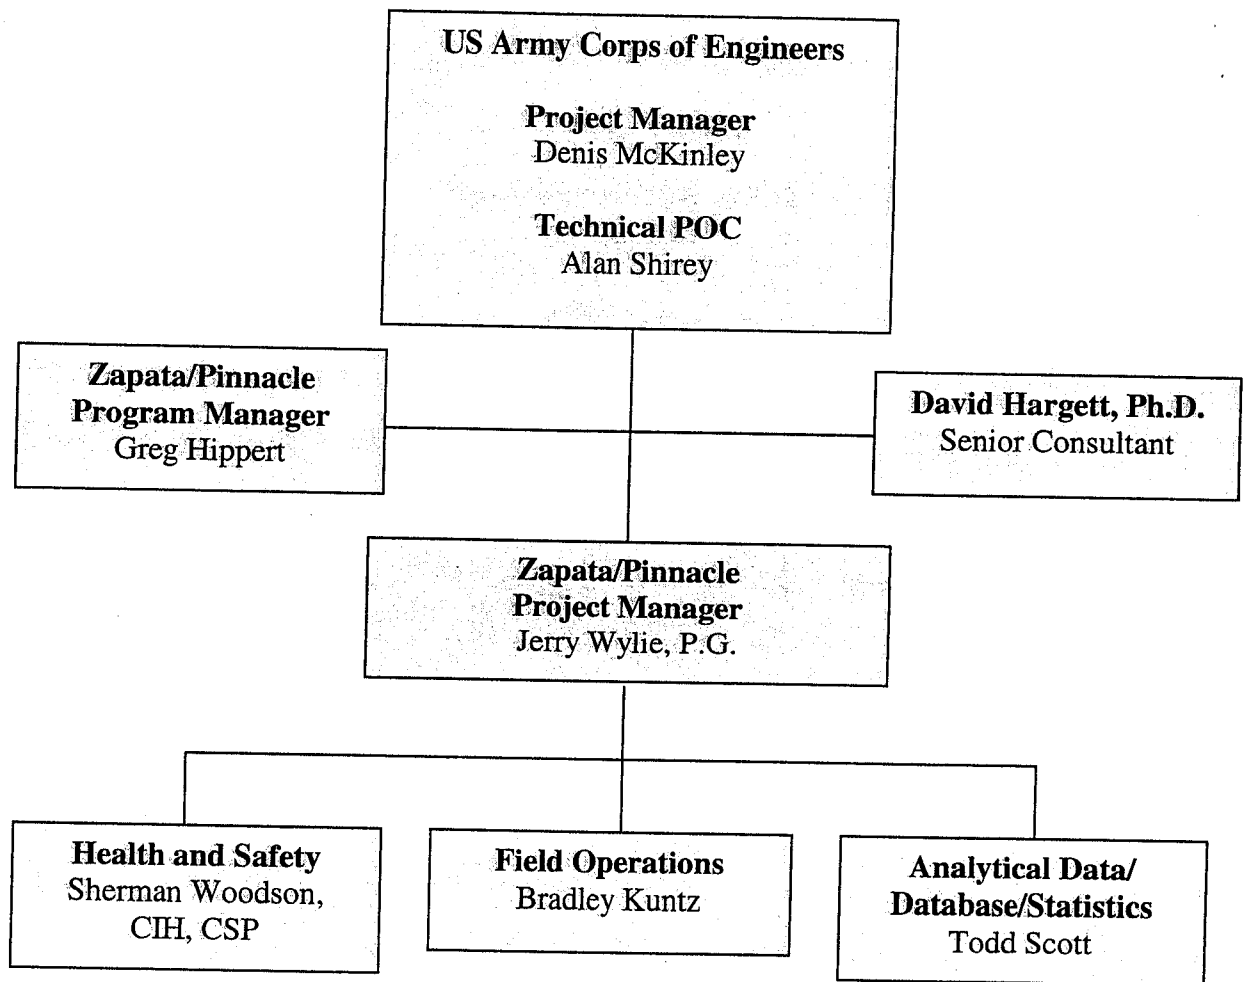 US Army Corps of Engineers
Project Manager
Denis McKinley
Technical POC
Alan Shirey
Zapata/Pinnacle
Program Manager
Greg Hippert
David Hargett, Ph.D.
Senior Consultant
Zapata/Pinnacle
Project Manager
Jerry Wylie, P.G.
Health and Safety
Sherman Woodson,
CIH, CSP
Field Operations
Bradley Kuntz
Analytical Data/
Database/Statistics
Todd Scott